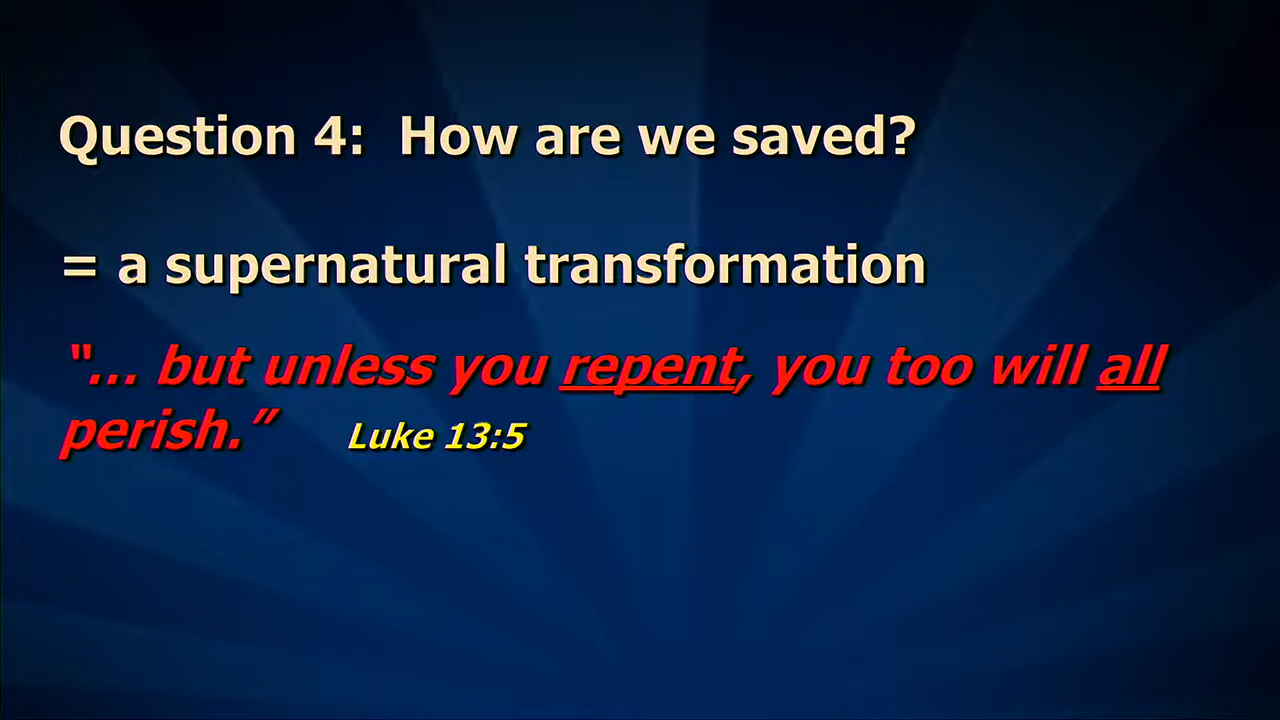 Question 4:  How are we saved?
= a supernatural transformation
“… but unless you repent, you too will all
perish.”  Luke 13:5